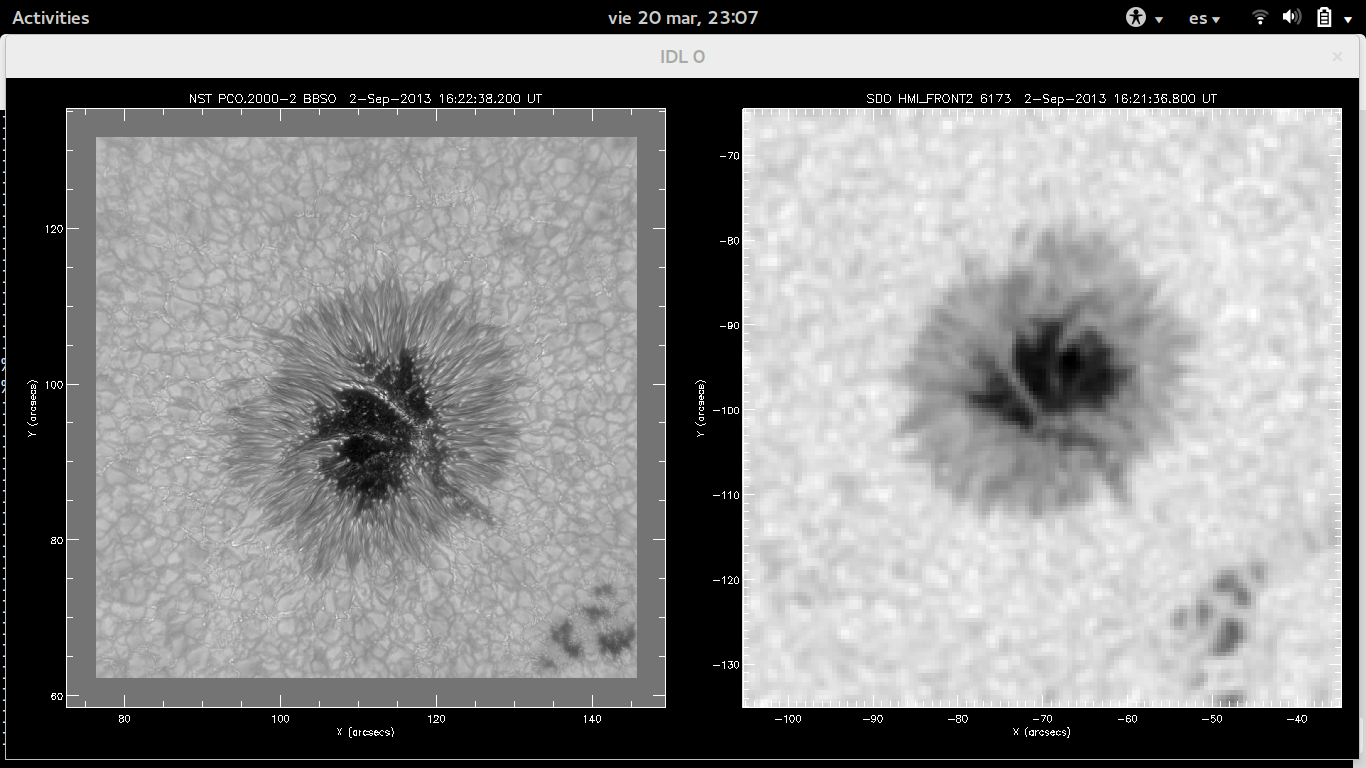 Activities
vie 20 mar, 23:07
es
IDL 0
NST PCO.2000-2 BBSO 2-Sep-2013 16:22:38.200 UT
120
100
80
60
Y (arcsecs)
80 100 120 140
X (arcsecs)
SDO HMI_FRONT2 6173 2-Sep-2013 16:21:36.800 UT
-70
-80
-90
-100
-110
-120
-130
Y (arcsecs)
-100 -90 -80 -70 -60 -50 -40
X (arcsecs)